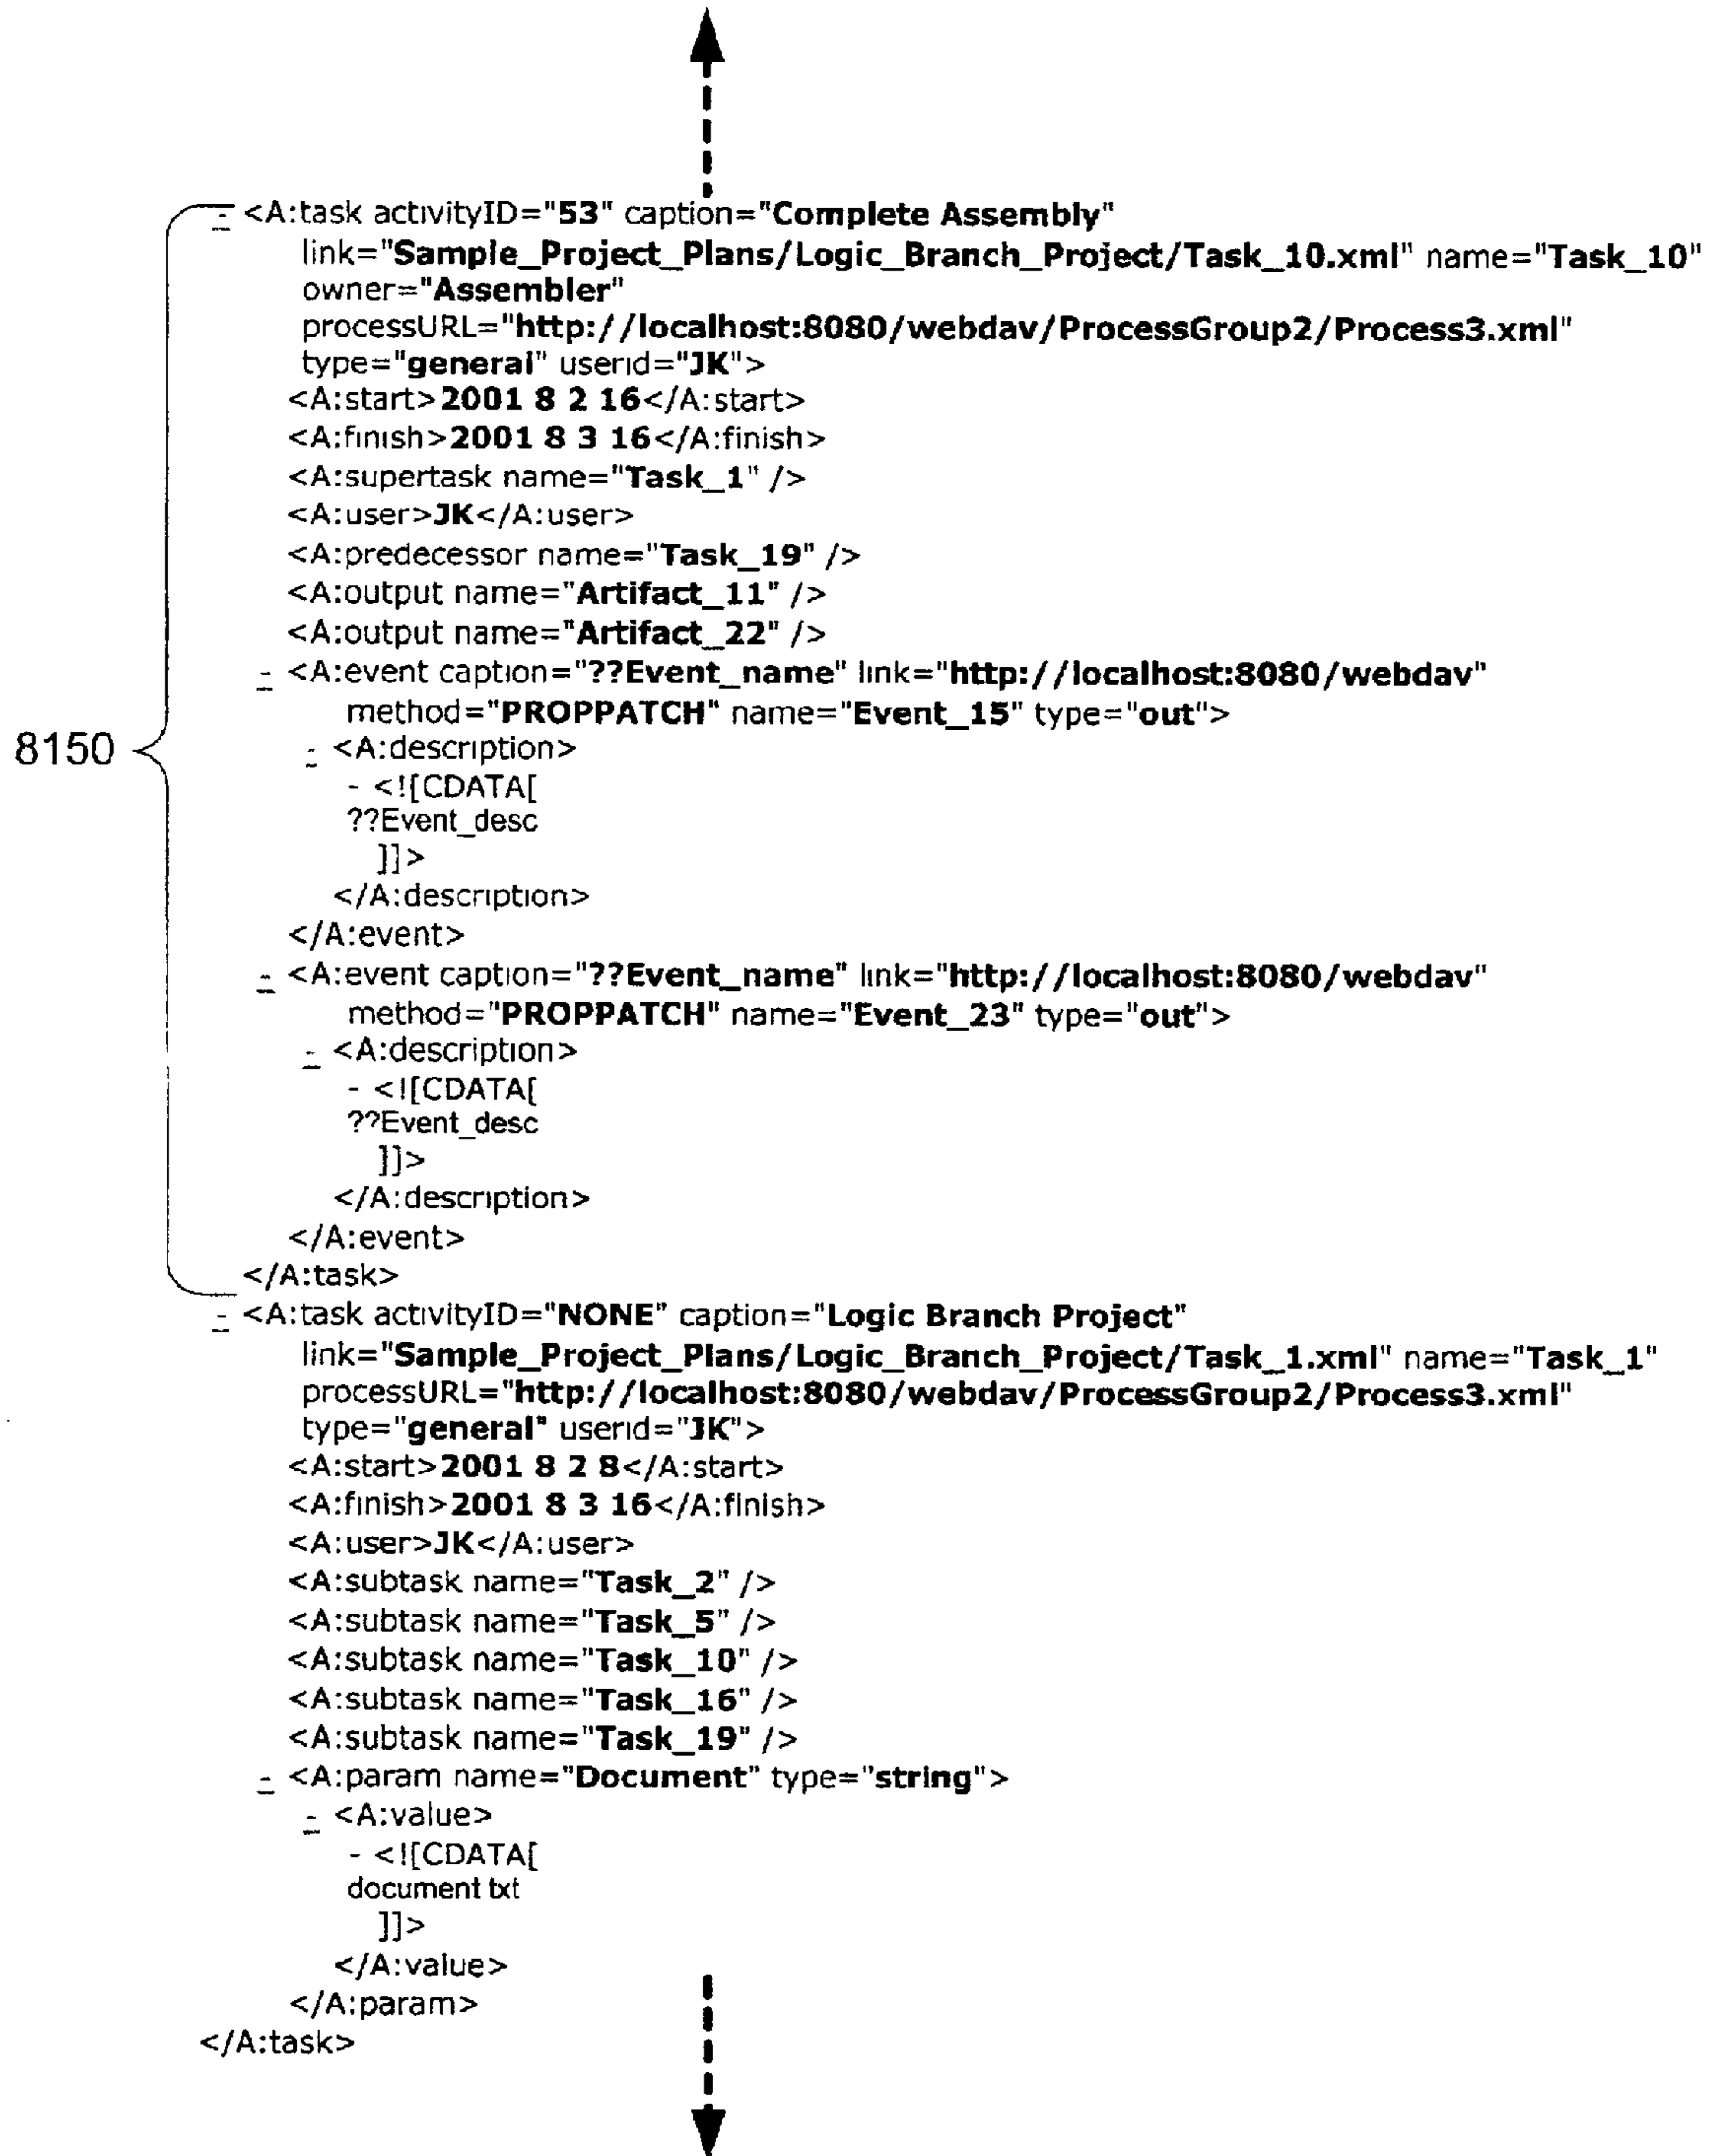 - <A:task activityID="53" caption="Complete Assembly"
link="Sample_Project_Plans/Logic_Branch_Project/Task_10.xml" name="Task_10"
owner="Assembler"
processURL="http://localhost:8080/webdav/ProcessGroup2/Process3.xml"
type="general" userid="JK">
<A:start>2001 8 2 16</A:start>
<A:finish>2001 8 3 16</A:finish>
<A:supertask name="Task_1" />
<A:user>JK</A:user>
<A:predecessor name="Task_19" />
<A:output name="Artifact_11" />
<A:output name="Artifact_22" />
- <A:event caption="??Event_name" link="http://localhost:8080/webdav"
method="PROPPATCH" name="Event_15" type="out">
8150
- <A:description>
- <![CDATA[
??Event_desc
]]>
</A:description>
</A:event>
- <A:event caption="??Event_name" link="http://localhost:8080/webdav"
method="PROPPATCH" name="Event_23" type="out">
- <A:description>
- <![CDATA[
??Event_desc
]]>
</A:description>
</A:event>
</A:task>
- <A:task activityID="NONE" caption="Logic Branch Project"
link="Sample_Project_Plans/Logic_Branch_Project/Task_1.xml" name="Task_1"
processURL="http://localhost:8080/webdav/ProcessGroup2/Process3.xml"
type="general" userid="JK">
<A:start>2001 8 2 8</A:start>
<A:finish>2001 8 3 16</A:finish>
<A:user>JK</A:user>
<A:subtask name="Task_2" />
<A:subtask name="Task_5" />
<A:subtask name="Task_10" />
<A:subtask name="Task_16" />
<A:subtask name="Task_19" />
- <A:param name="Document" type="string">
- <A:value>
- <![CDATA[
document txt
]]>
</A:value>
</A:param>
</A:task>